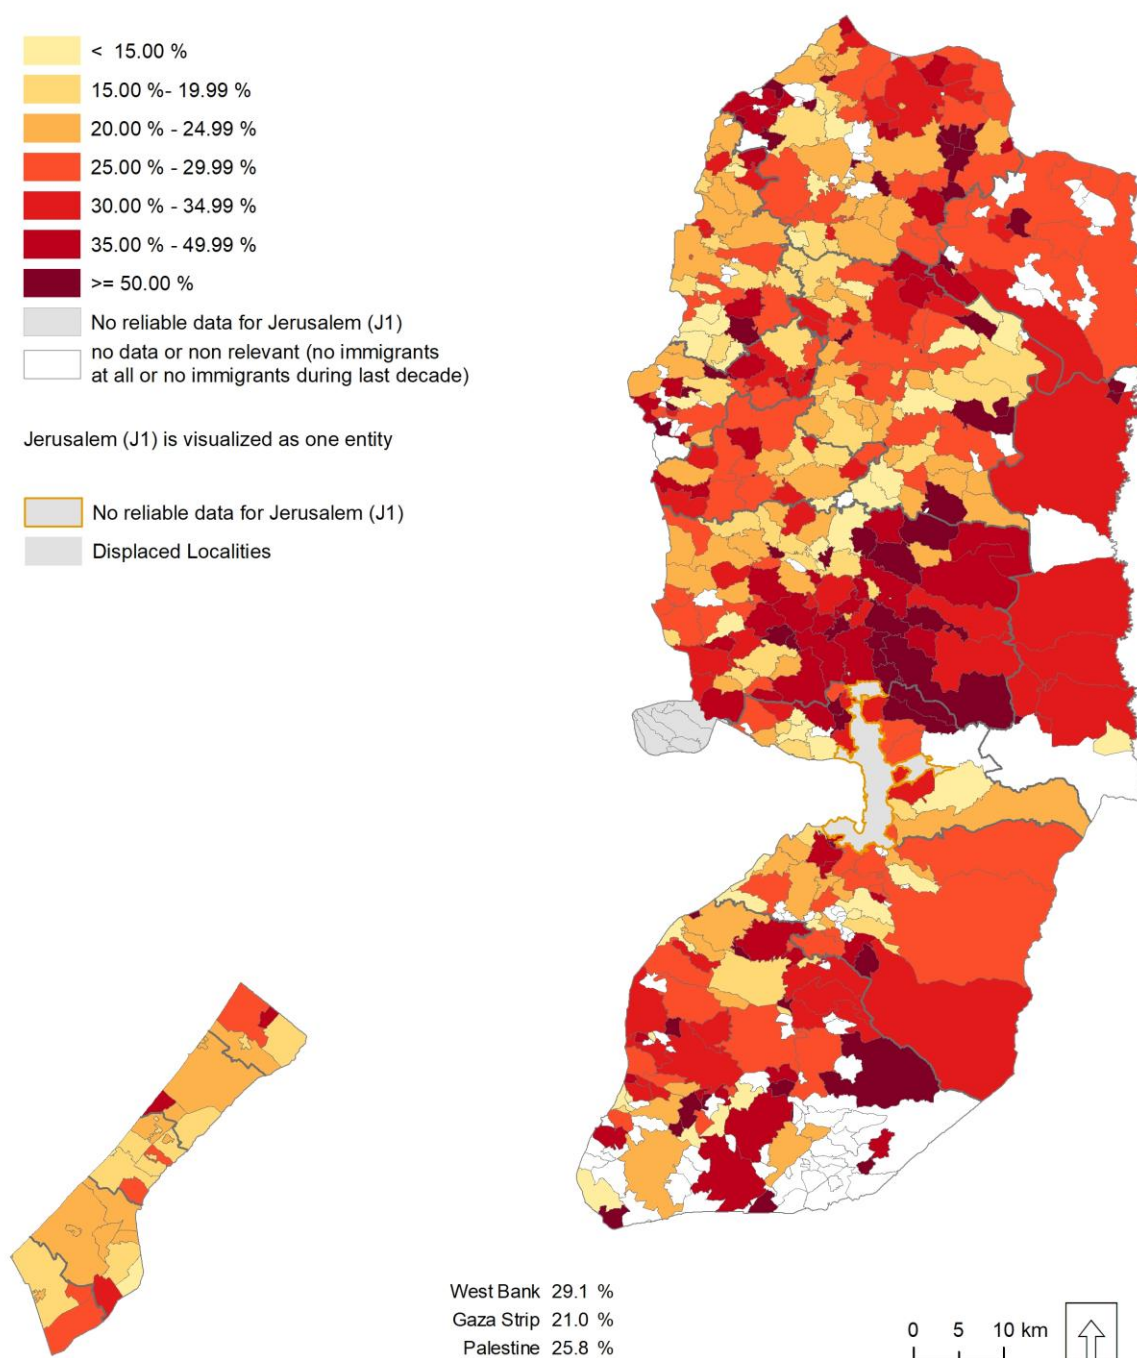 < 15.00 %
15.00 %- 19.99 %
20.00 % - 24.99 %
25.00 % - 29.99 %
30.00 % - 34.99 %
35.00 % - 49.99 %
>= 50.00 %
No reliable data for Jerusalem (J1)
no data or non relevant (no immigrants
at all or no immigrants during last decade)
Jerusalem (J1) is visualized as one entity
No reliable data for Jerusalem (J1)
Displaced Localities
West Bank 29.1 %
Gaza Strip 21.0 %
Palestine 25.8 %
0 5 10 km